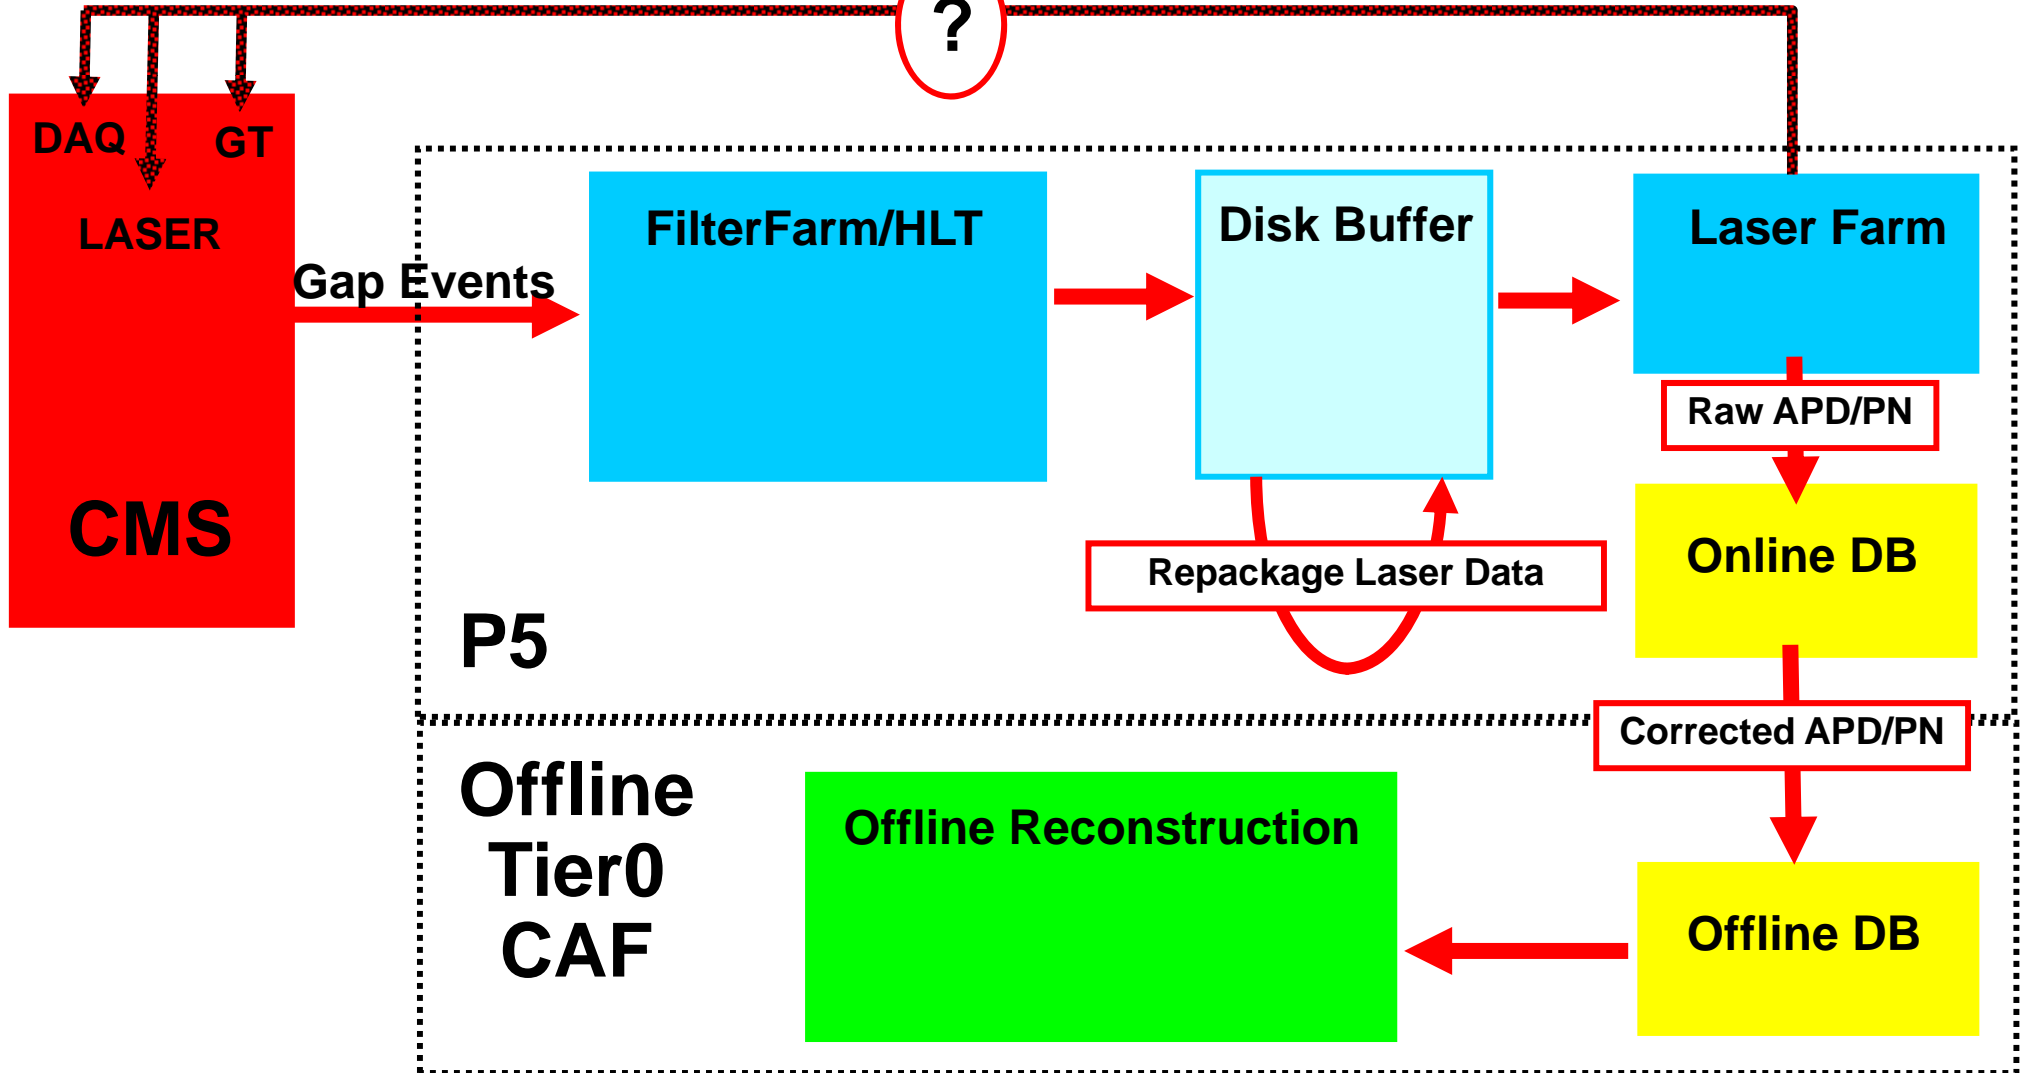 ?
DAQ
GT
LASER
CMS
Gap Events
FilterFarm/HLT
Disk Buffer
Laser Farm
Raw APD/PN
Online DB
Repackage Laser Data
P5
Corrected APD/PN
Offline
Tier0
CAF
Offline Reconstruction
Offline DB